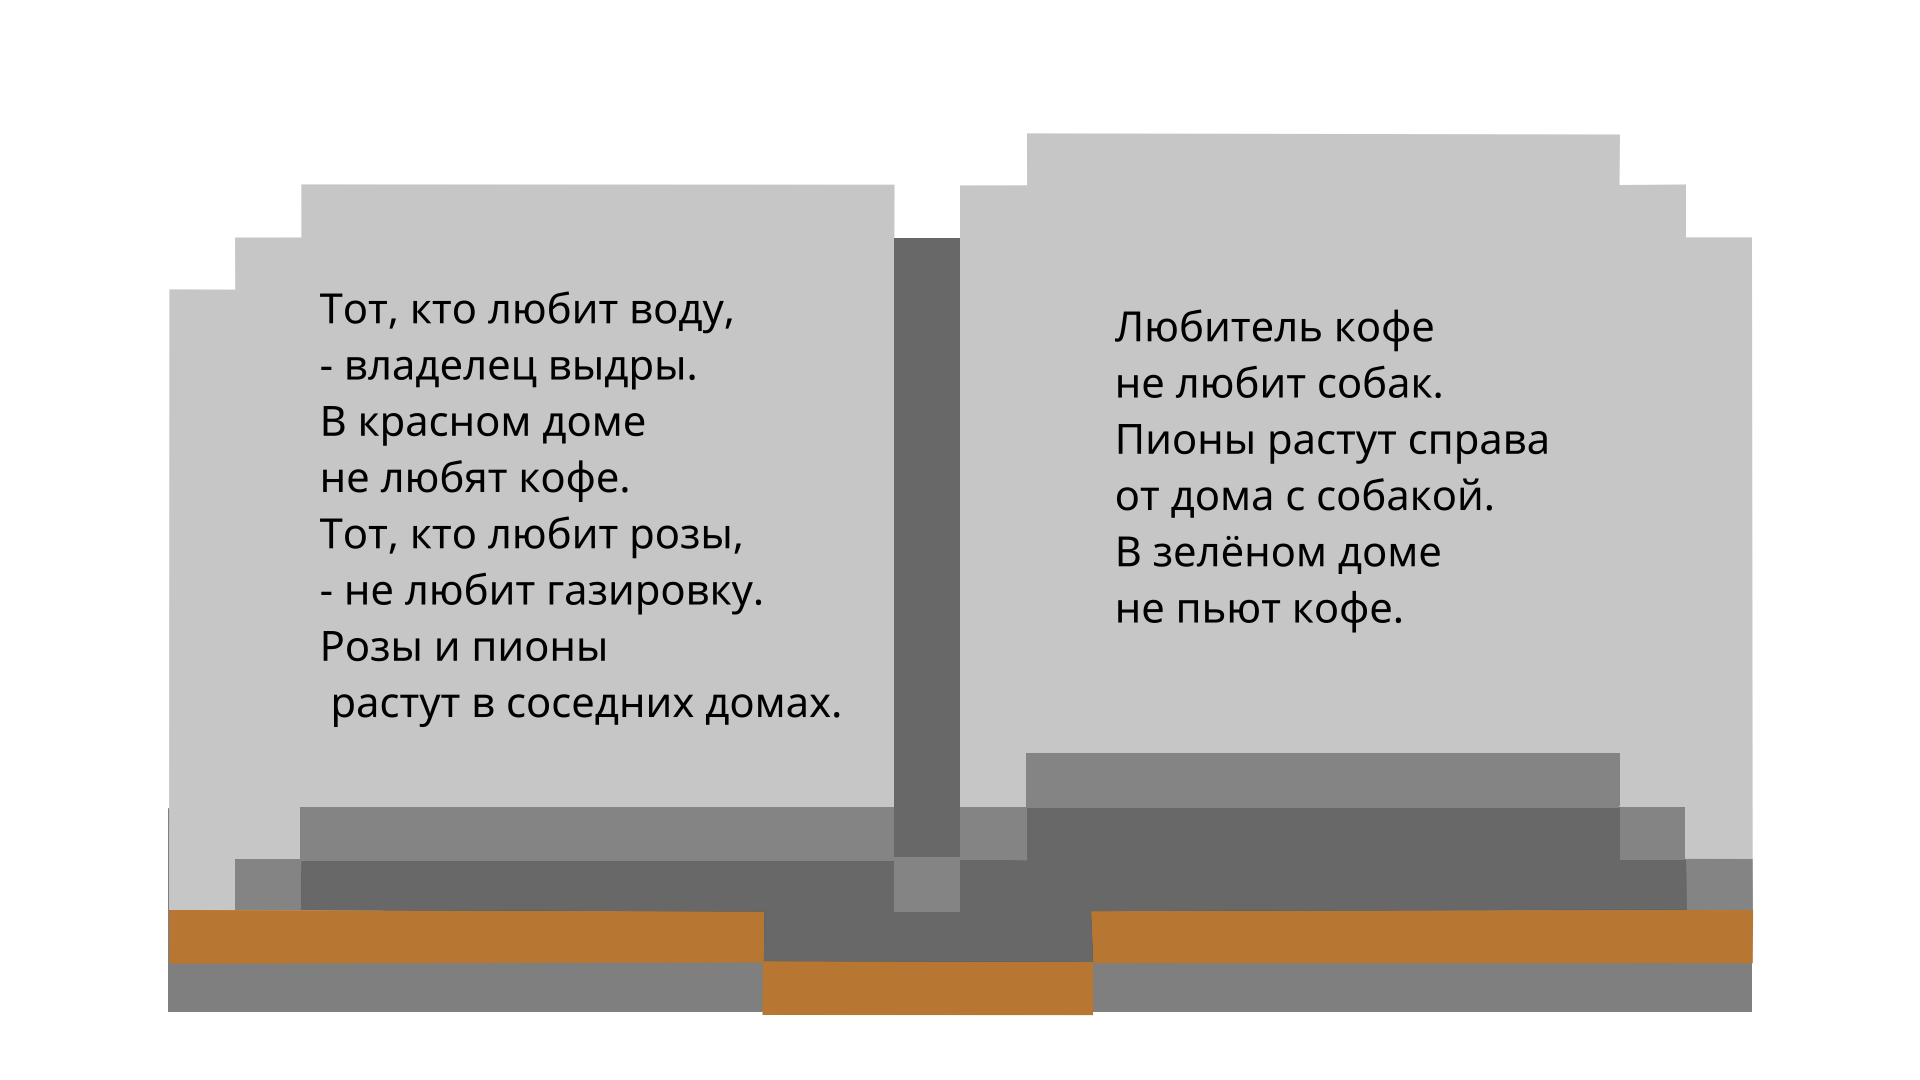 Тот, кто любит воду,
- владелец выдры.
В красном доме
не любят кофе.
Тот, кто любит розы,
- не любит газировку.
Розы и пионы
растут в соседних домах.
Любитель кофе
не любит собак.
Пионы растут справа
от дома с собакой.
В зелёном доме
не пьют кофе.